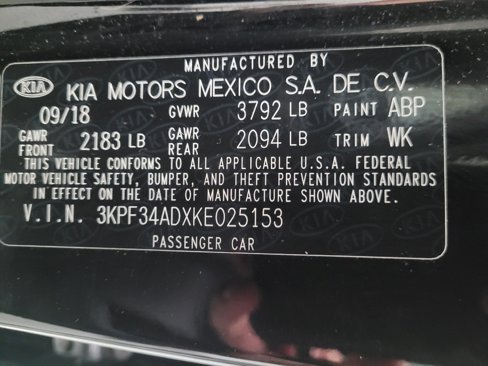 MANUFACTURED BY
KIA KIA MOTORS MEXICO S.A. DE C.V.
09/18 GVWR 3792 LB PAINT ABP
GAWR FRONT 2183 LB GAWR REAR 2094 LB TRIM WK
THIS VEHICLE CONFORMS TO ALL APPLICABLE U.S.A. FEDERAL
MOTOR VEHICLE SAFETY, BUMPER, AND THEFT PREVENTION STANDARDS
IN EFFECT ON THE DATE OF MANUFACTURE SHOWN ABOVE.
V.I.N. 3KPF34ADXKE025153
PASSENGER CAR